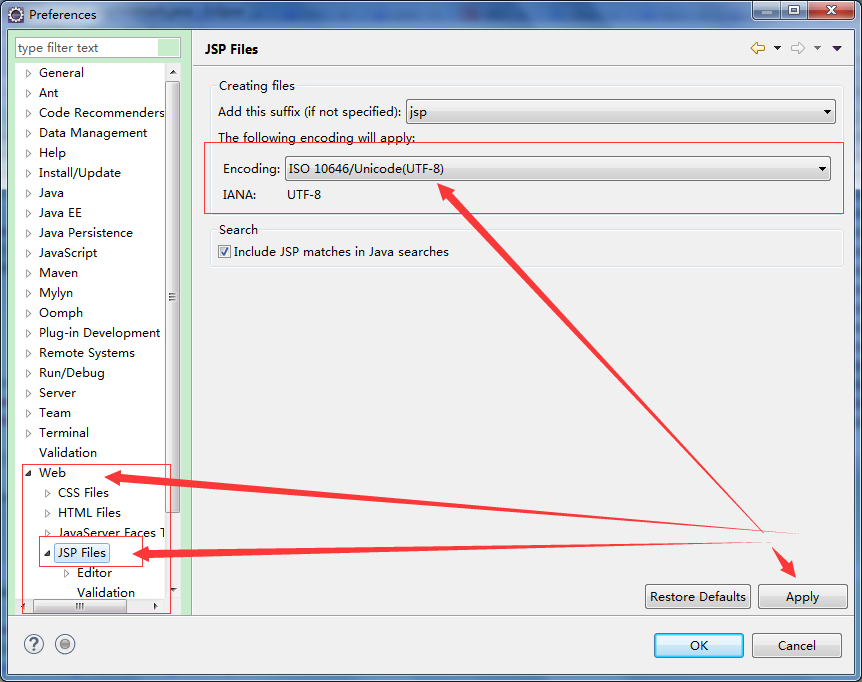 Preferences
type filter text
General
Ant
Code Recommenders
Data Management
Help
Install/Update
Java
Java EE
Java Persistence
JavaScript
Maven
Mylyn
Oomph
Plug-in Development
Remote Systems
Run/Debug
Server
Team
Terminal
Validation
Web
CSS Files
HTML Files
JavaServer Faces T
JSP Files
Editor
Validation
JSP Files
Creating files
Add this suffix (if not specified): jsp
The following encoding will apply:
Encoding: ISO 10646/Unicode(UTF-8)
IANA: UTF-8
Search
Include JSP matches in Java searches
Restore Defaults Apply
? OK Cancel